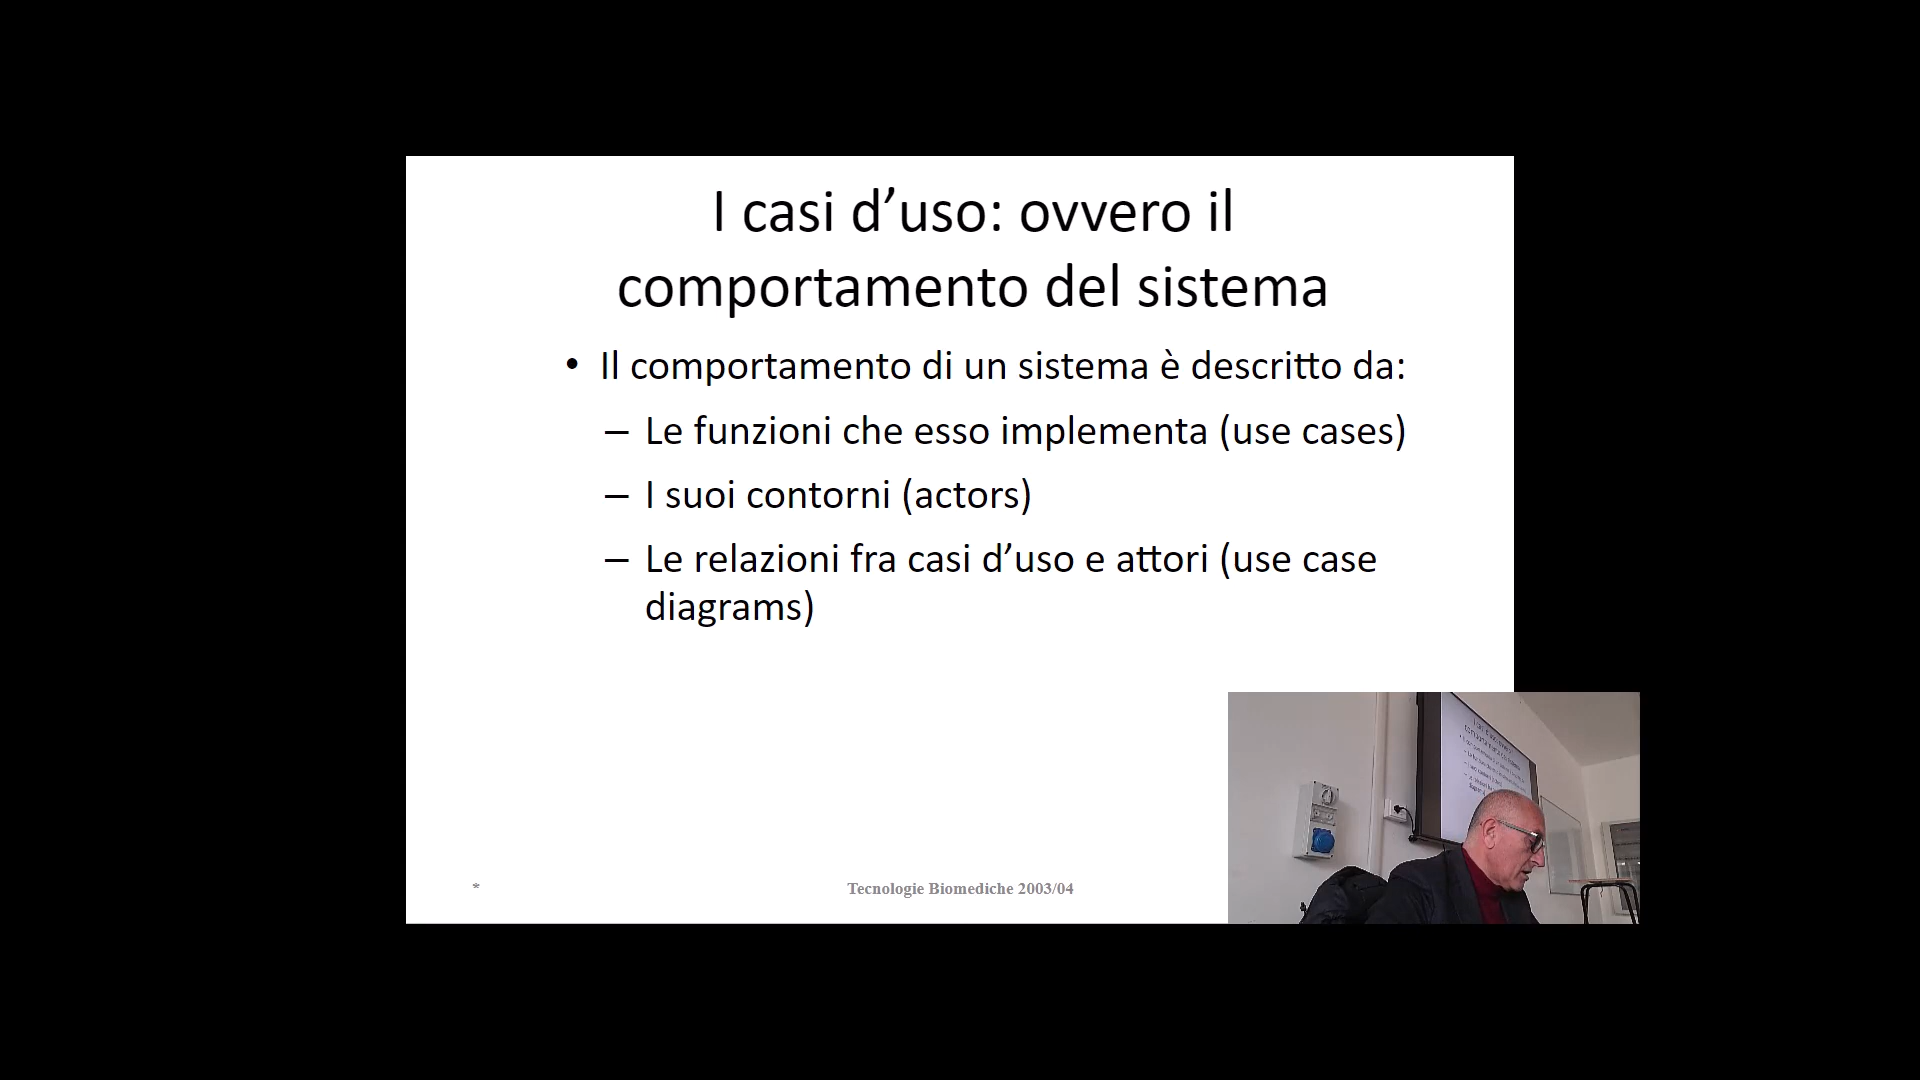 I casi d’uso: ovvero il
comportamento del sistema
• Il comportamento di un sistema è descritto da:
– Le funzioni che esso implementa (use cases)
– I suoi contorni (actors)
– Le relazioni fra casi d’uso e attori (use case
diagrams)
*
Tecnologie Biomediche 2003/04